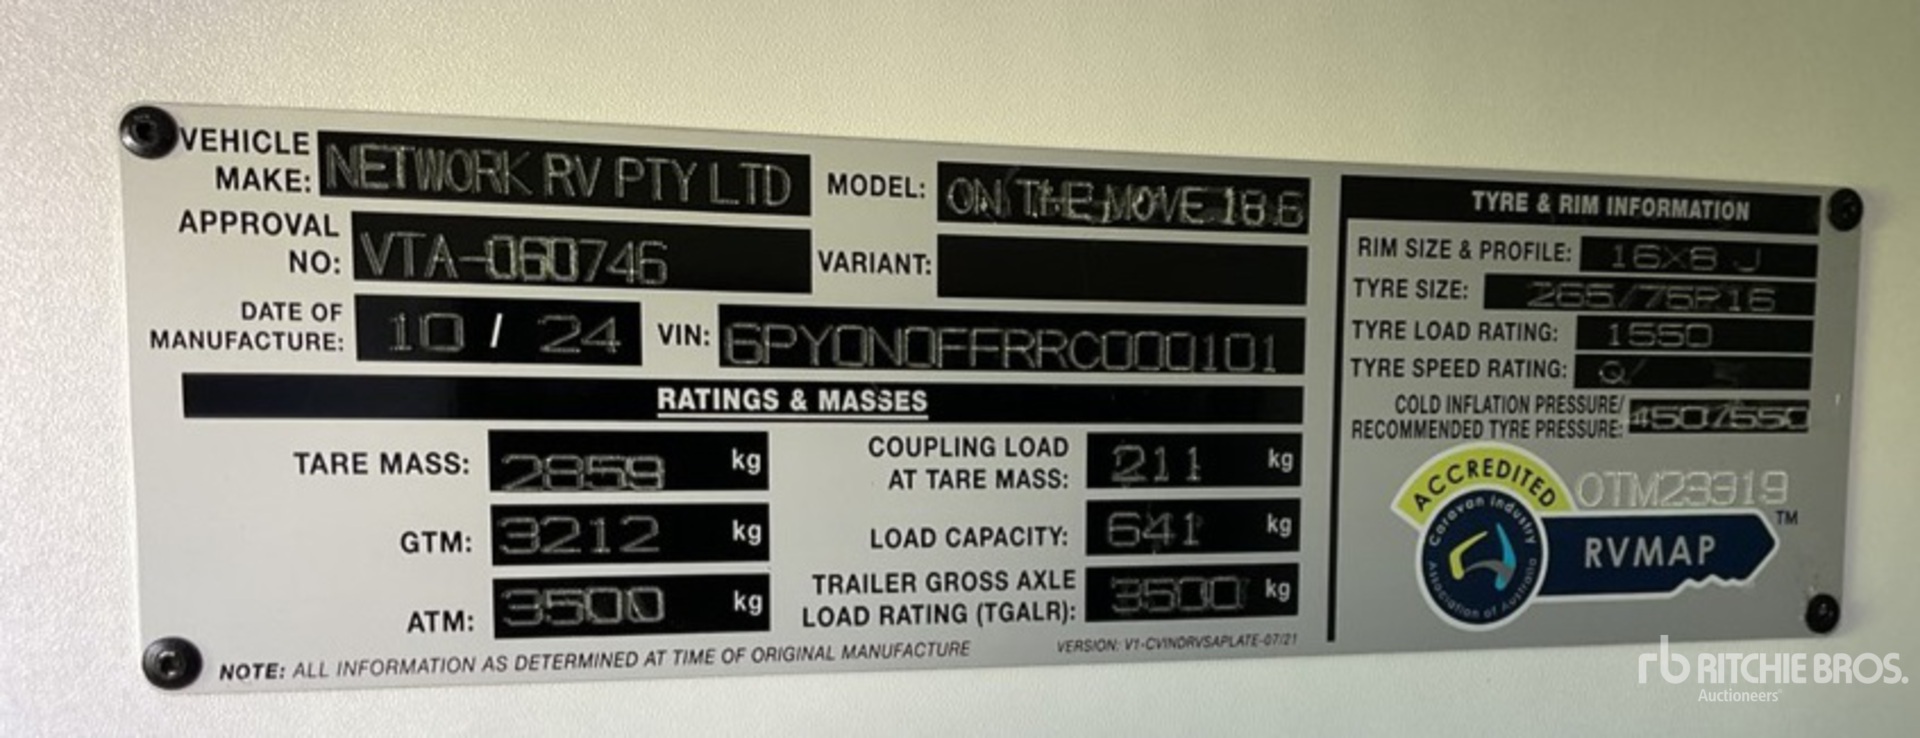 VEHICLE MAKE: NETWORK RV PTY LTD
MODEL: ON THE MOVE 18.6
APPROVAL NO: VTA-060746
VARIANT:
DATE OF MANUFACTURE: 10 / 24
VIN: 6PY0N0FFRRC000101
RATINGS & MASSES
TARE MASS: 2859 kg
COUPLING LOAD AT TARE MASS: 211 kg
GTM: 3212 kg
LOAD CAPACITY: 641 kg
ATM: 3500 kg
TRAILER GROSS AXLE LOAD RATING (TGALR): 3500 kg
NOTE: ALL INFORMATION AS DETERMINED AT TIME OF ORIGINAL MANUFACTURE
VERSION: V1-CVINDRVSAPLATE-07/21
TYRE & RIM INFORMATION
RIM SIZE & PROFILE: 16X8 J
TYRE SIZE: 265/75R16
TYRE LOAD RATING: 1550
TYRE SPEED RATING:
COLD INFLATION PRESSURE/
RECOMMENDED TYRE PRESSURE: 450/550
ACCREDITED
OTM23319
Caravan Industry Association of Australia
RVMAP TM
rb RITCHIE BROS.
Auctioneers